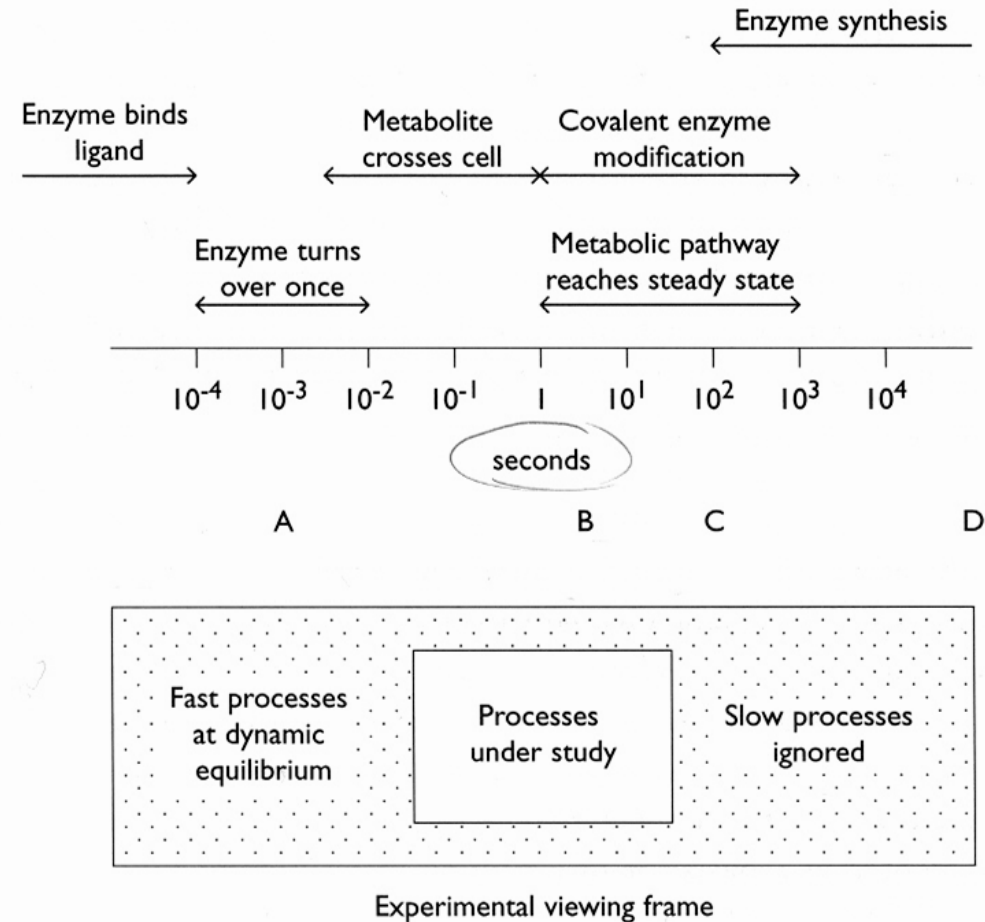 Enzyme synthesis
Enzyme binds
ligand
Metabolite
crosses cell
Covalent enzyme
modification
Enzyme turns
over once
Metabolic pathway
reaches steady state
10⁻⁴ 10⁻³ 10⁻² 10⁻¹ 1 10¹ 10² 10³ 10⁴
seconds
A B C D
Fast processes
at dynamic
equilibrium
Processes
under study
Slow processes
ignored
Experimental viewing frame